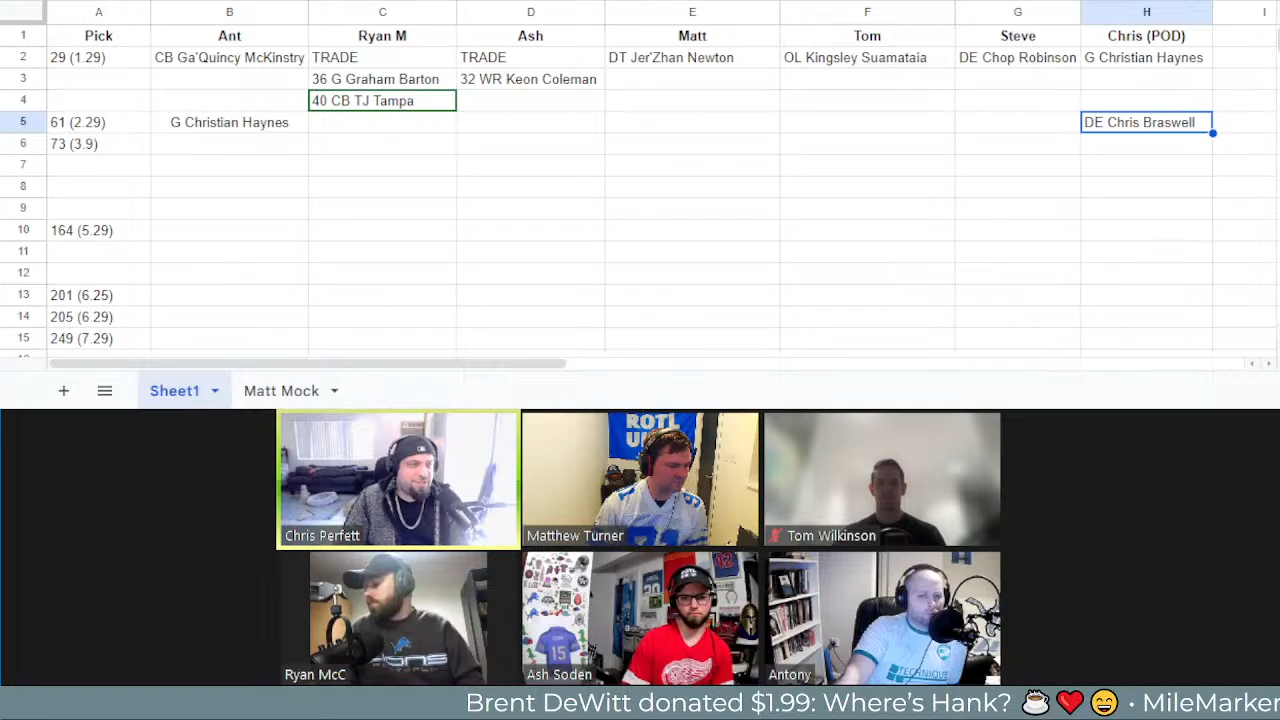 A B C D E F G H I
1 Pick Ant Ryan M Ash Matt Tom Steve Chris (POD)
2 29 (1.29) CB Ga'Quincy McKinstry TRADE TRADE DT Jer'Zhan Newton OL Kingsley Suamataia DE Chop Robinson G Christian Haynes
3 36 G Graham Barton 32 WR Keon Coleman
4 40 CB TJ Tampa
5 61 (2.29) G Christian Haynes DE Chris Braswell
6 73 (3.9)
7
8
9
10 164 (5.29)
11
12
13 201 (6.25)
14 205 (6.29)
15 249 (7.29)
Sheet1 Matt Mock
ROTL
Chris Perfett Matthew Turner Tom Wilkinson
42
15
TECHNIQUE
Ryan McC Ash Soden Antony
Brent DeWitt donated $1.99: Where's Hank? ☕❤️😄 • MileMarker